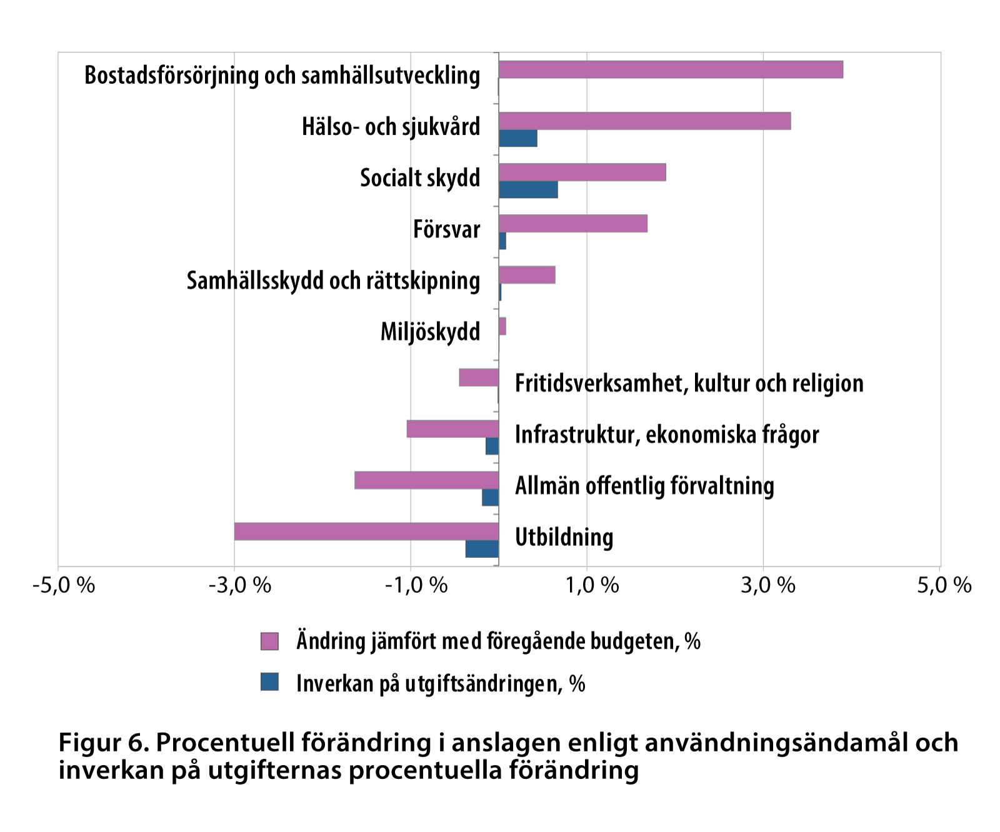 Bostadsförsörjning och samhällsutveckling
Hälso- och sjukvård
Socialt skydd
Försvar
Samhällsskydd och rättskipning
Miljöskydd
Fritidsverksamhet, kultur och religion
Infrastruktur, ekonomiska frågor
Allmän offentlig förvaltning
Utbildning
-5,0 % -3,0 % -1,0 % 1,0 % 3,0 % 5,0 %
Ändring jämfört med föregående budgeten, %
Inverkan på utgiftsändringen, %
Figur 6. Procentuell förändring i anslagen enligt användningsändamål och
inverkan på utgifternas procentuella förändring